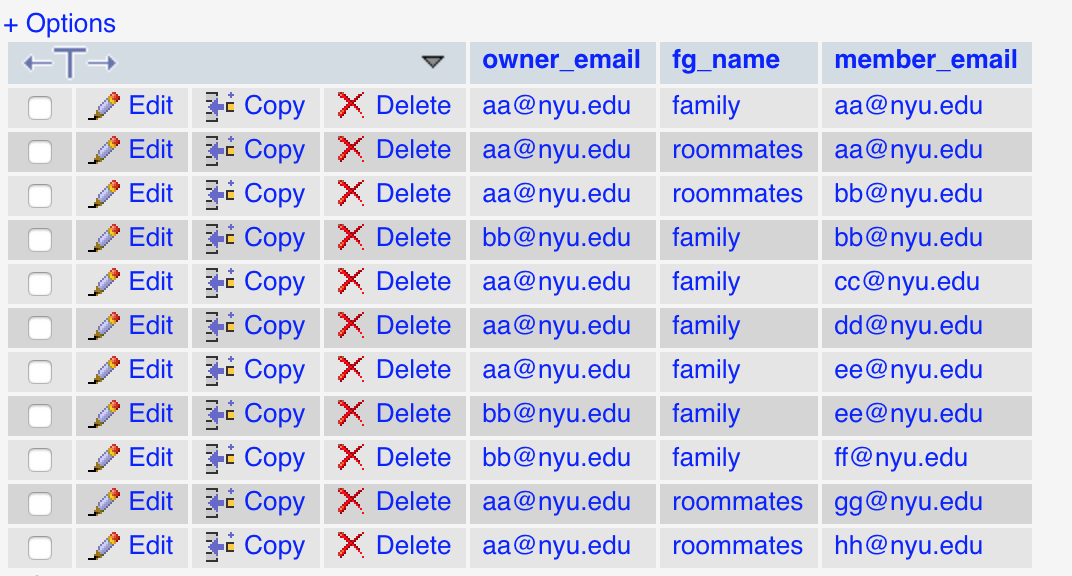 + Options
←T→ owner_email fg_name member_email
Edit Copy Delete aa@nyu.edu family aa@nyu.edu
Edit Copy Delete aa@nyu.edu roommates aa@nyu.edu
Edit Copy Delete aa@nyu.edu roommates bb@nyu.edu
Edit Copy Delete bb@nyu.edu family bb@nyu.edu
Edit Copy Delete aa@nyu.edu family cc@nyu.edu
Edit Copy Delete aa@nyu.edu family dd@nyu.edu
Edit Copy Delete aa@nyu.edu family ee@nyu.edu
Edit Copy Delete bb@nyu.edu family ee@nyu.edu
Edit Copy Delete bb@nyu.edu family ff@nyu.edu
Edit Copy Delete aa@nyu.edu roommates gg@nyu.edu
Edit Copy Delete aa@nyu.edu roommates hh@nyu.edu